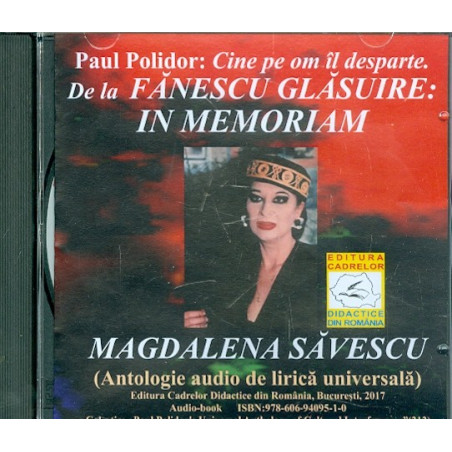 Paul Polidor: Cine pe om îl desparte.
De la FĂNESCU GLĂSUIRE:
IN MEMORIAM
EDITURA
CADRELOR
DIDACTICE
DIN ROMÂNIA
MAGDALENA SĂVESCU
(Antologie audio de lirică universală)
Editura Cadrelor Didactice din România, Bucureşti, 2017
Audio-book ISBN:978-606-94095-1-0